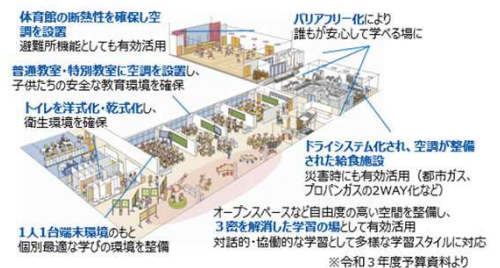 体育館の断熱性を確保し空
調を設置
避難所機能としても有効活用
バリアフリー化により
誰もが安心して学べる場に
普通教室・特別教室に空調を設置し、
子供たちの安全な教育環境を確保
トイレを洋式化・乾式化し、
衛生環境を確保
ドライシステム化され、空調が整備
された給食施設
災害時にも有効活用（都市ガス、
プロパンガスの2WAY化など）
オープンスペースなど自由度の高い空間を整備し、
３密を解消した学習の場として有効活用
対話的・協働的な学習として多様な学習スタイルに対応
1人1台端末環境のもと
個別最適な学びの環境を整備
※令和３年度予算資料より